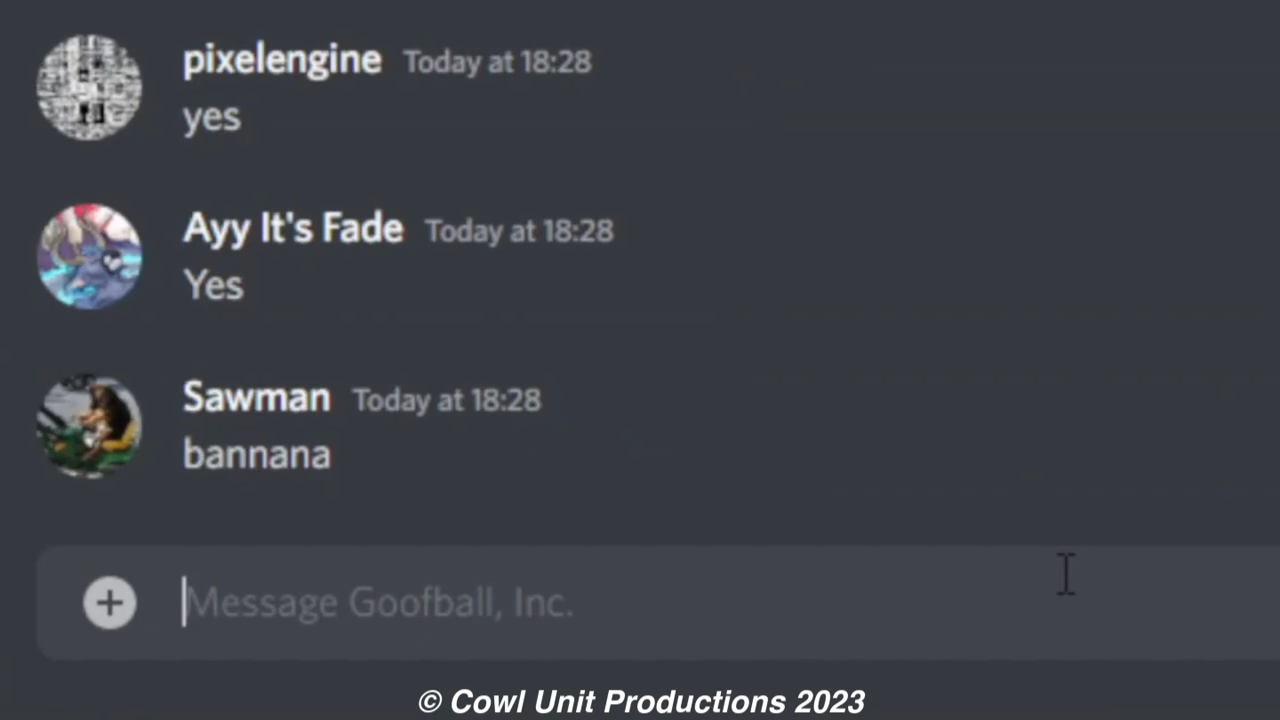 pixelengine Today at 18:28
yes
Ayy It's Fade Today at 18:28
Yes
Sawman Today at 18:28
bannana
Message Goofball, Inc.
© Cowl Unit Productions 2023